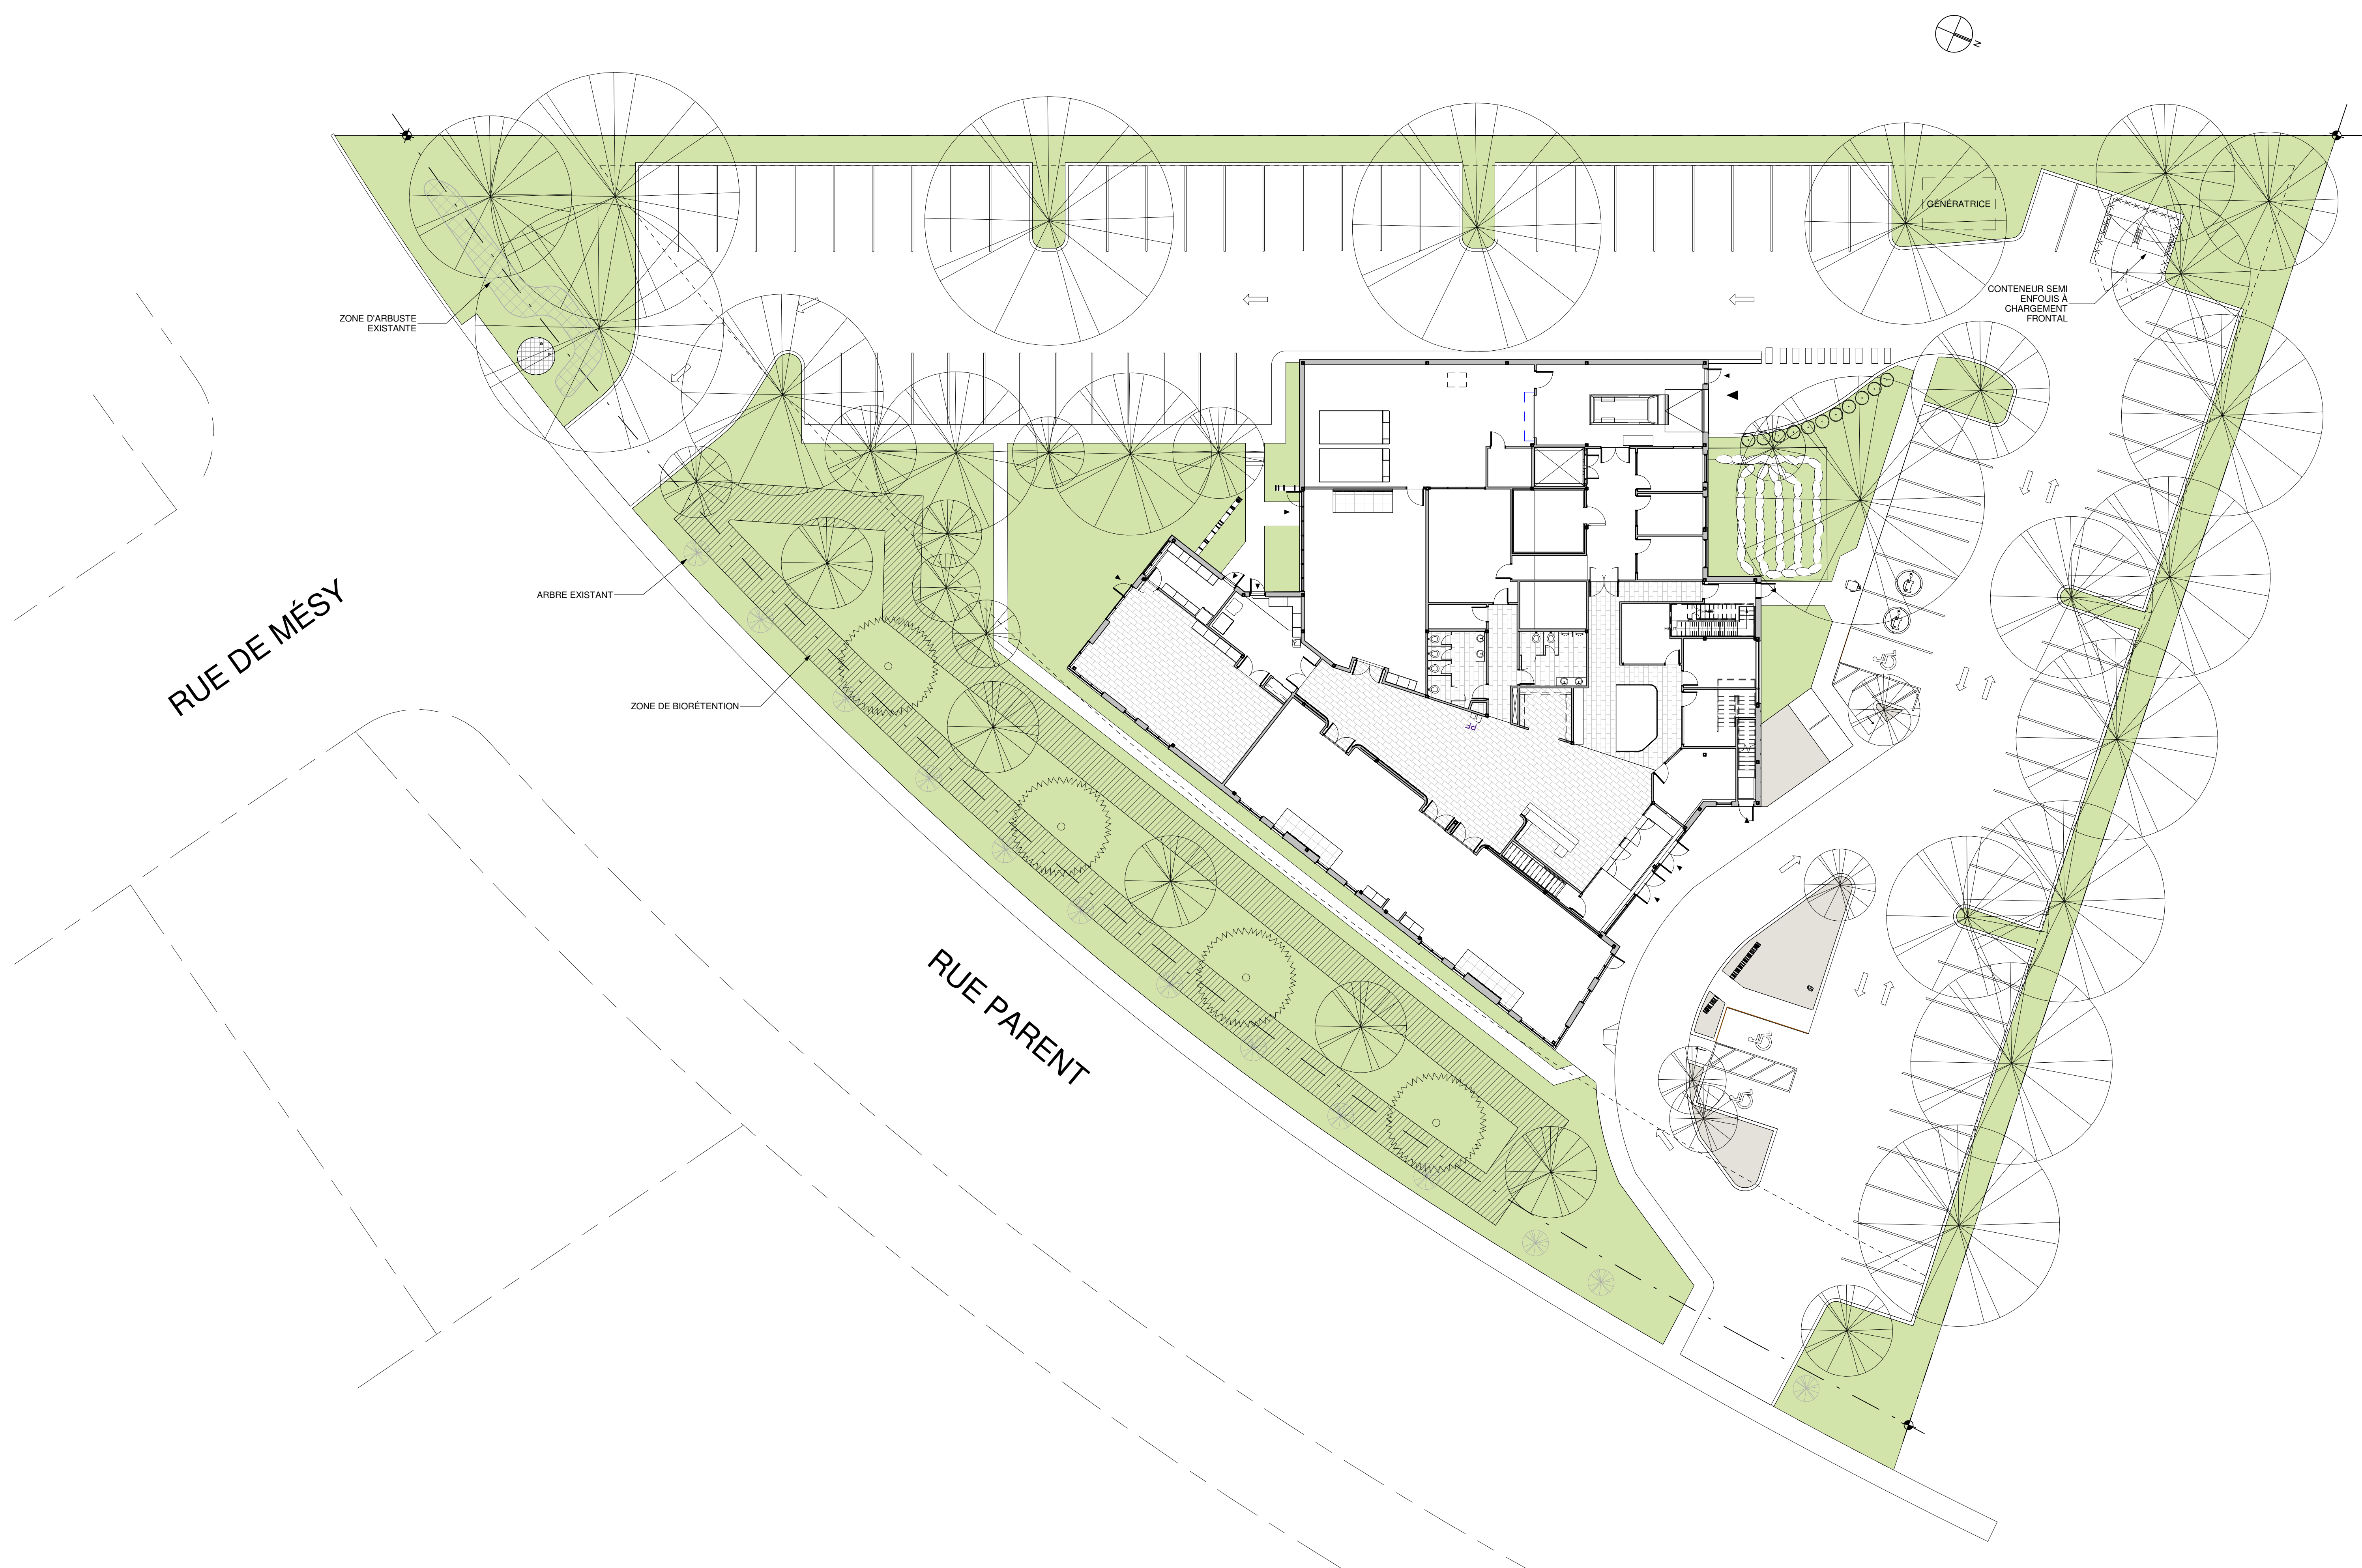 N
GÉNÉRATRICE
CONTENEUR SEMI
ENFOUIS À
CHARGEMENT
FRONTAL
ZONE D'ARBUSTE
EXISTANTE
ARBRE EXISTANT
RUE DE MÉSY
ZONE DE BIORÉTENTION
PF
RUE PARENT